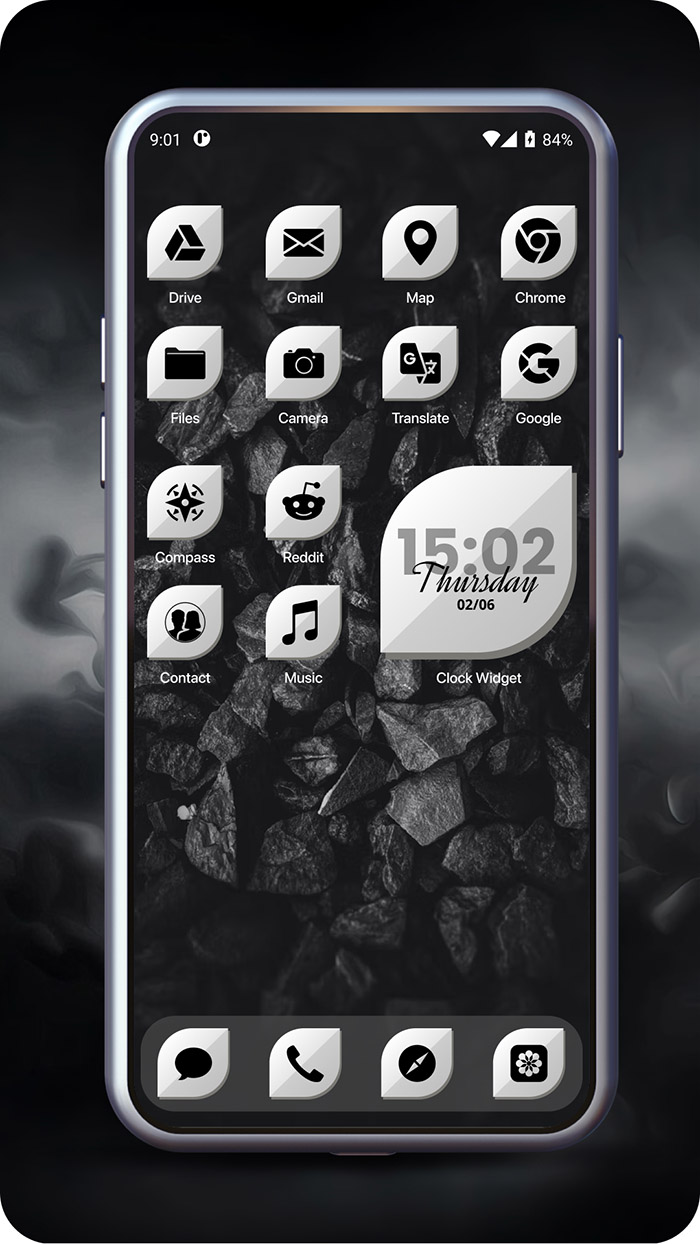 9:01 84%
Drive Gmail Map Chrome
Files Camera Translate Google
15:02
Thursday
02/06
Compass Reddit
Contact Music Clock Widget